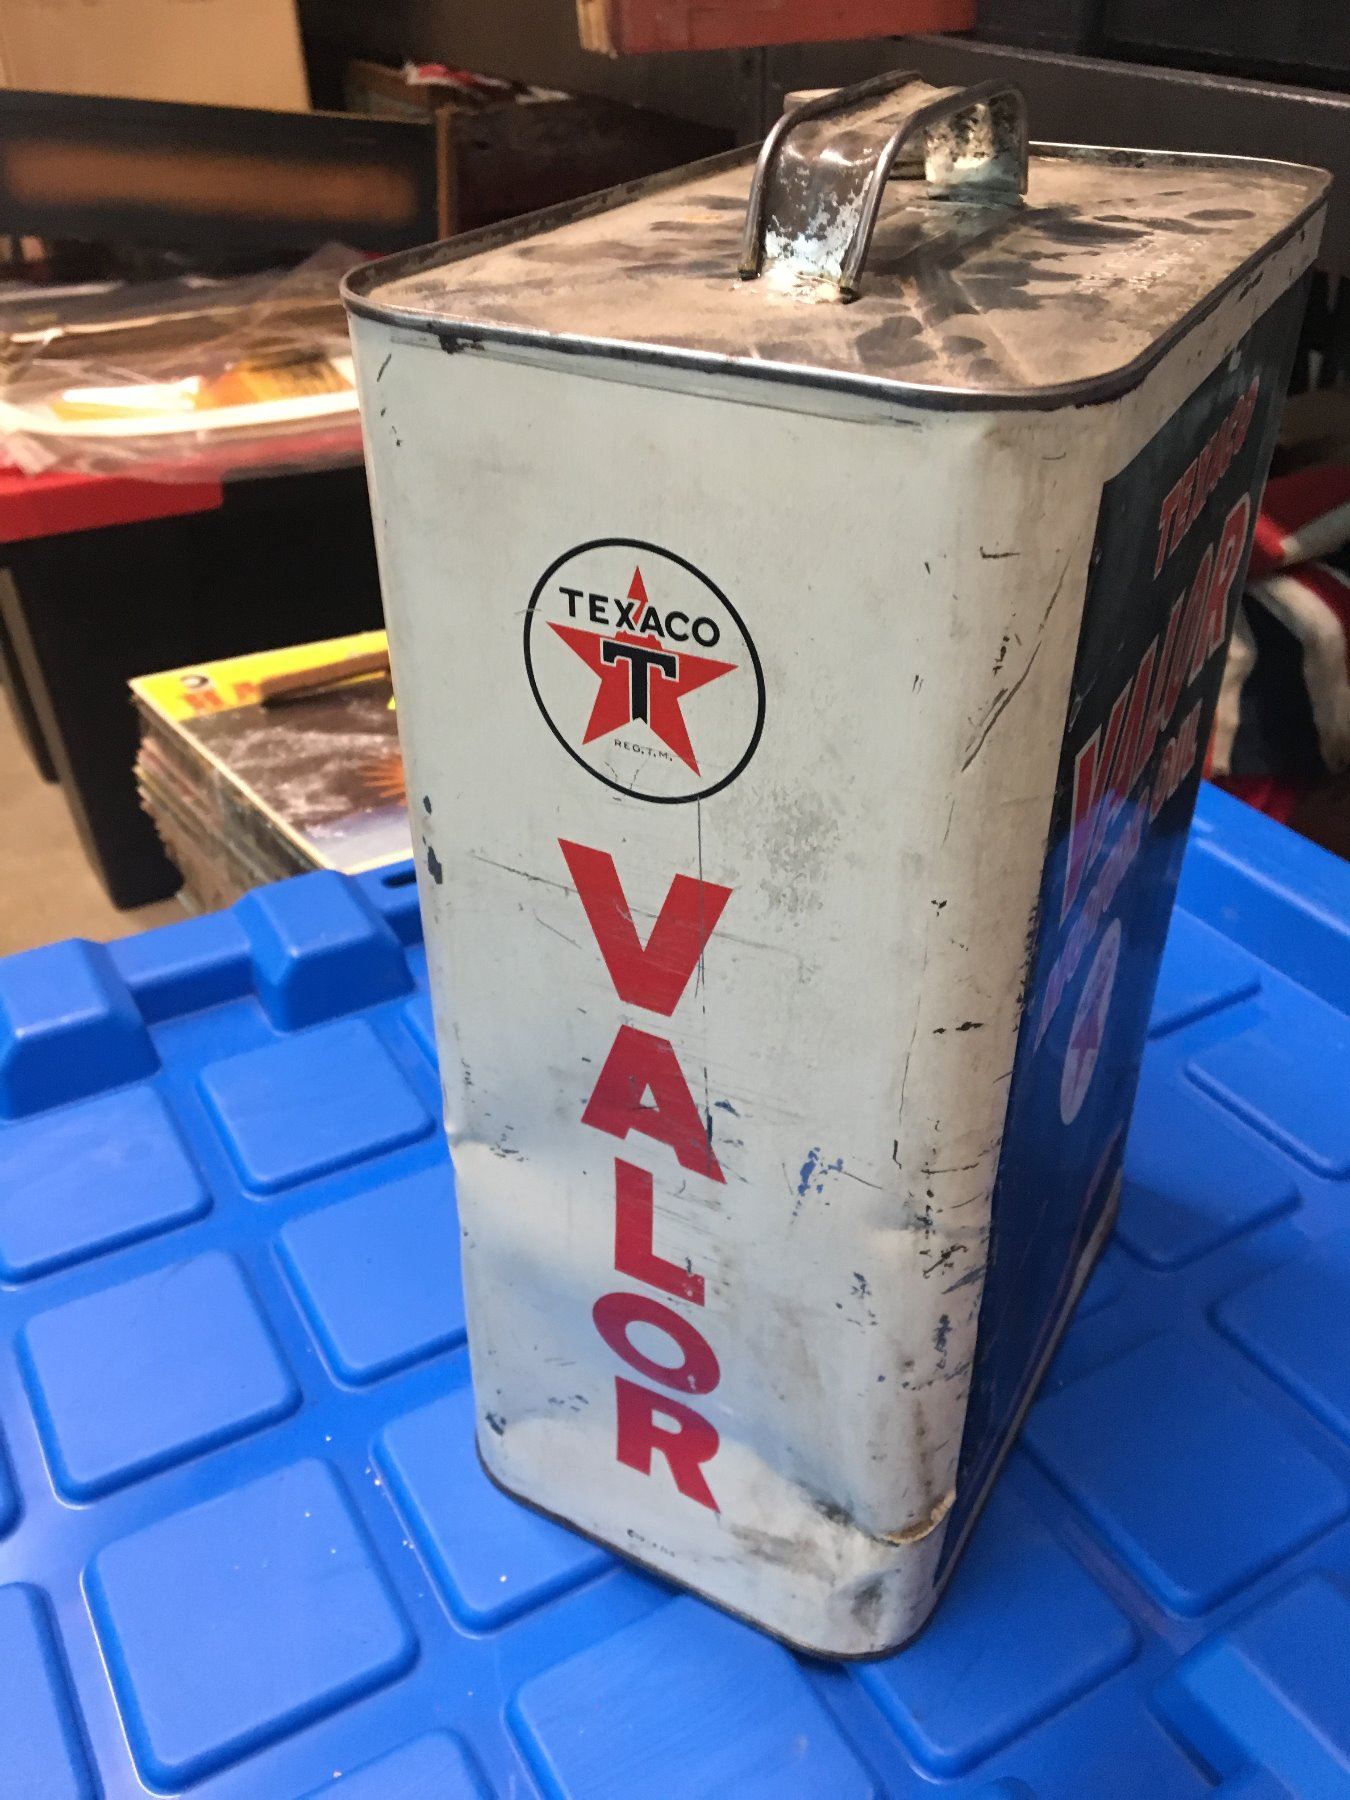 TEXACO
T
REG. T. M.
VALOR
TEXACO
VALOR